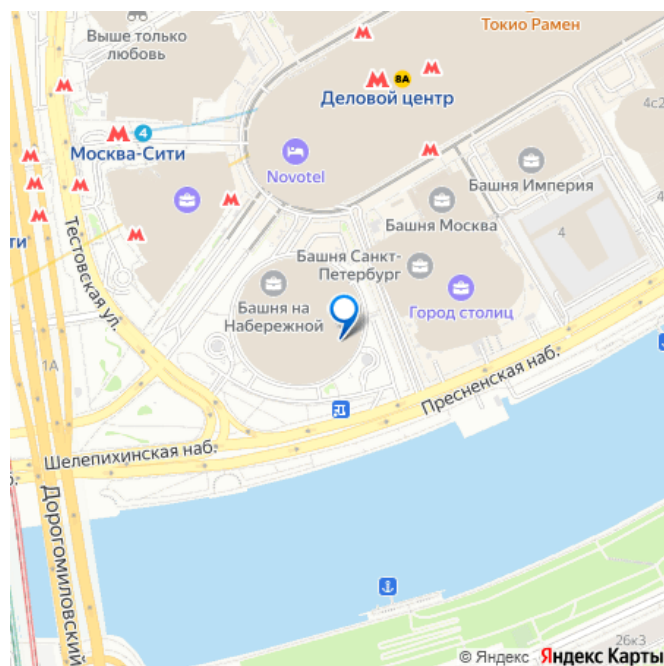 Выше только
любовь
Токио Рамен
М
М
М
М
8А
Деловой центр
4с2
М
4
Москва-Сити
М
М
М
М
М
М
М
Novotel
Башня Империя
Башня Москва
4
ти
Тестовская ул.
Башня Санкт-
Петербург
Башня на
Набережной
Город столиц
1А
Пресненская наб.
Шелепихинская наб.
р.
Дорогомиловский
26к3
© Яндекс Яндекс Карты